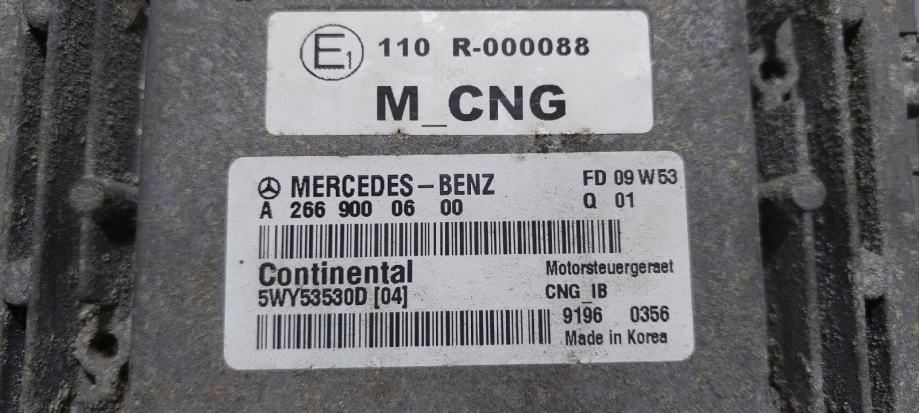 E1 110 R-000088
M_CNG
MERCEDES-BENZ FD 09 W53
A 266 900 06 00 Q 01
Continental Motorsteuergeraet
5WY53530D [04] CNG_IB
9196 0356
Made in Korea